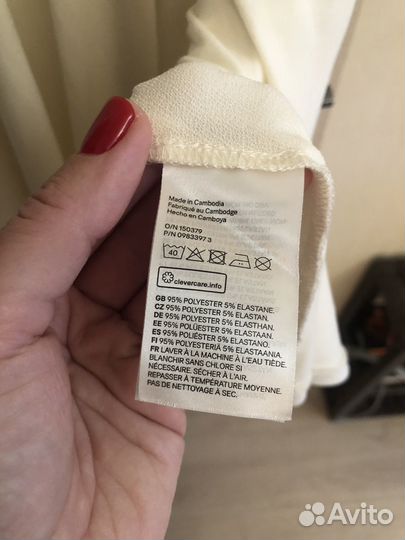 Made in Cambodia
Fabriqué au Cambodge
Hecho en Camboya
O/N 150379
P/N 0983397 3
40
clevercare.info
GB 95% POLYESTER 5% ELASTANE.
CZ 95% POLYESTER 5% ELASTAN.
DE 95% POLYESTER 5% ELASTHAN.
EE 95% POLÜESTER 5% ELASTAAN.
ES 95% POLIÉSTER 5% ELASTANO.
FI 95% POLYESTERIÄ 5% ELASTAANIA.
FR LAVER À LA MACHINE À L'EAU TIÈDE.
BLANCHIR SANS CHLORE SI
NÉCESSAIRE. SÉCHER À L'AIR.
REPASSER À TEMPÉRATURE MOYENNE.
PAS DE NETTOYAGE À SEC.
Avito